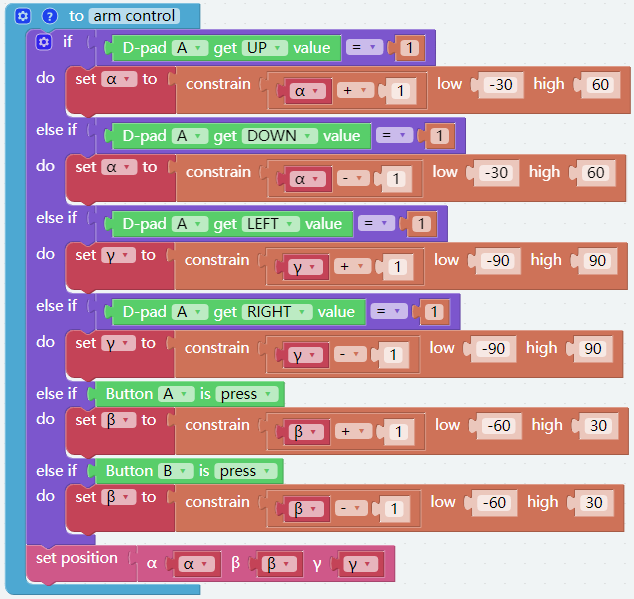 to arm control
if D-pad A get UP value = 1
do set α to constrain α + 1 low -30 high 60
else if D-pad A get DOWN value = 1
do set α to constrain α - 1 low -30 high 60
else if D-pad A get LEFT value = 1
do set γ to constrain γ + 1 low -90 high 90
else if D-pad A get RIGHT value = 1
do set γ to constrain γ - 1 low -90 high 90
else if Button A is press
do set β to constrain β + 1 low -60 high 30
else if Button B is press
do set β to constrain β - 1 low -60 high 30
set position α α β β γ γ